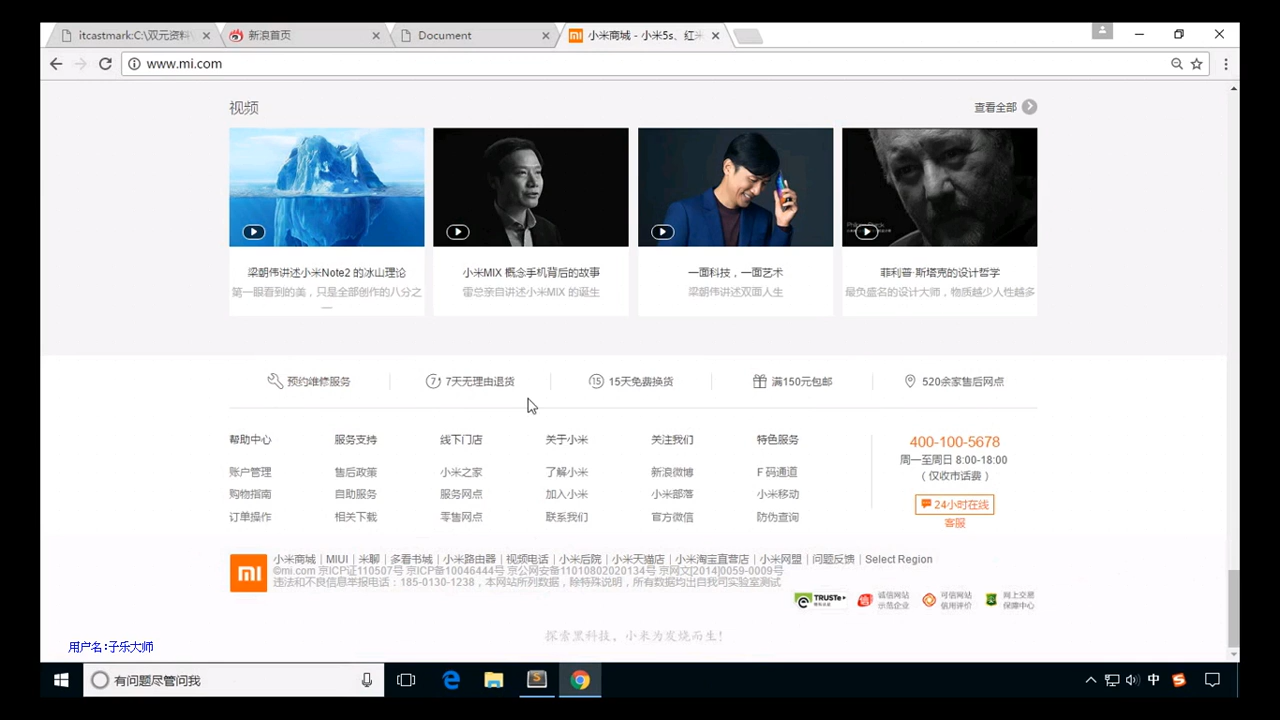 itcastmark:C:\双元资料\
新浪首页
Document
小米商城 - 小米5s、红米
www.mi.com
视频
查看全部
梁朝伟讲述小米Note2 的冰山理论
小米MIX 概念手机背后的故事
一面科技，一面艺术
菲利普·斯塔克的设计哲学
第一眼看到的美，只是全部创作的八分之一
雷总亲自讲述小米MIX 的诞生
梁朝伟讲述双面人生
最负盛名的设计大师，物质越少人性越多
预约维修服务
7天无理由退货
15天免费换货
满150元包邮
520余家售后网点
帮助中心 服务支持 线下门店 关于小米 关注我们 特色服务
400-100-5678
周一至周日 8:00-18:00
（仅收市话费）
账户管理 售后政策 小米之家 了解小米 新浪微博 F 码通道
购物指南 自助服务 服务网点 加入小米 小米部落 小米移动
订单操作 相关下载 零售网点 联系我们 官方微信 防伪查询
24小时在线
客服
小米商城 | MIUI | 米聊 | 多看书城 | 小米路由器 | 视频电话 | 小米后院 | 小米天猫店 | 小米淘宝直营店 | 小米网盟 | 问题反馈 | Select Region
©mi.com 京ICP证110507号 京ICP备10046444号 京公网安备11010802020134号 京网文[2014]0059-0009号
违法和不良信息举报电话：185-0130-1238，本网站所列数据，除特殊说明，所有数据均出自我司实验室测试
TRUSTe
诚信网站
示范企业
可信网站
信用评价
网上交易
保障中心
探索黑科技，小米为发烧而生！
用户名:子乐大师
有问题尽管问我
中